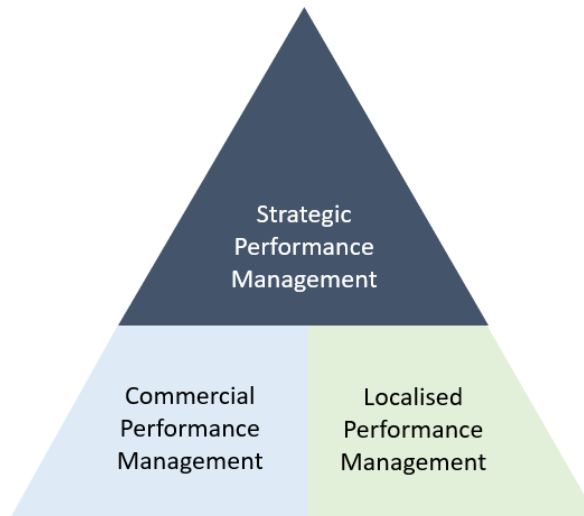 Strategic
Performance
Management
Commercial
Performance
Management
Localised
Performance
Management